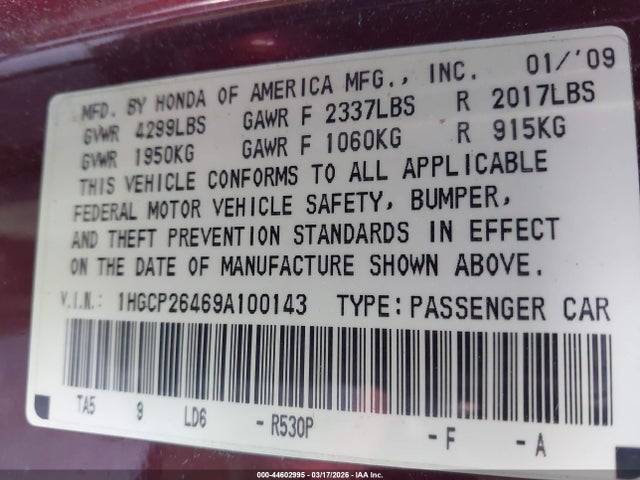 MFD. BY HONDA OF AMERICA MFG., INC. 01/'09
GVWR 4299LBS GAWR F 2337LBS R 2017LBS
GVWR 1950KG GAWR F 1060KG R 915KG
THIS VEHICLE CONFORMS TO ALL APPLICABLE
FEDERAL MOTOR VEHICLE SAFETY, BUMPER,
AND THEFT PREVENTION STANDARDS IN EFFECT
ON THE DATE OF MANUFACTURE SHOWN ABOVE.
V.I.N.: 1HGCP26469A100143 TYPE: PASSENGER CAR
TA5 9 LD6 - R530P - F - A
000-44602995 - 03/17/2026 - IAA Inc.